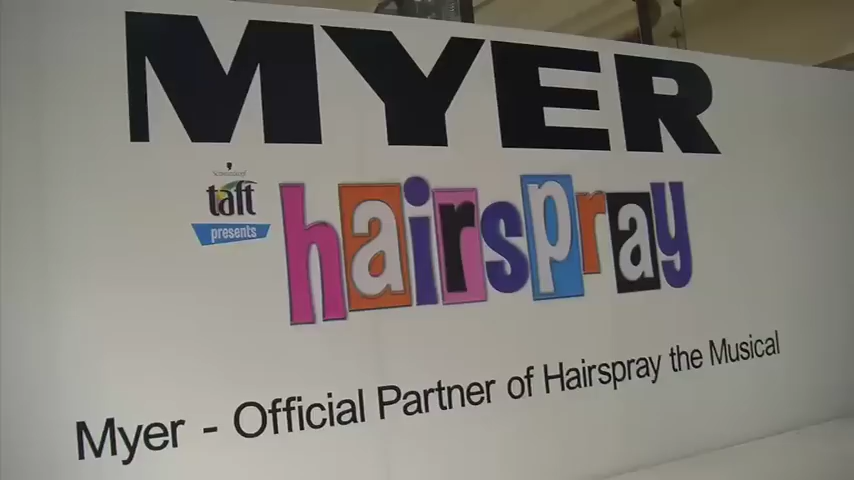 MYER
taft
presents
hairspray
Myer - Official Partner of Hairspray the Musical